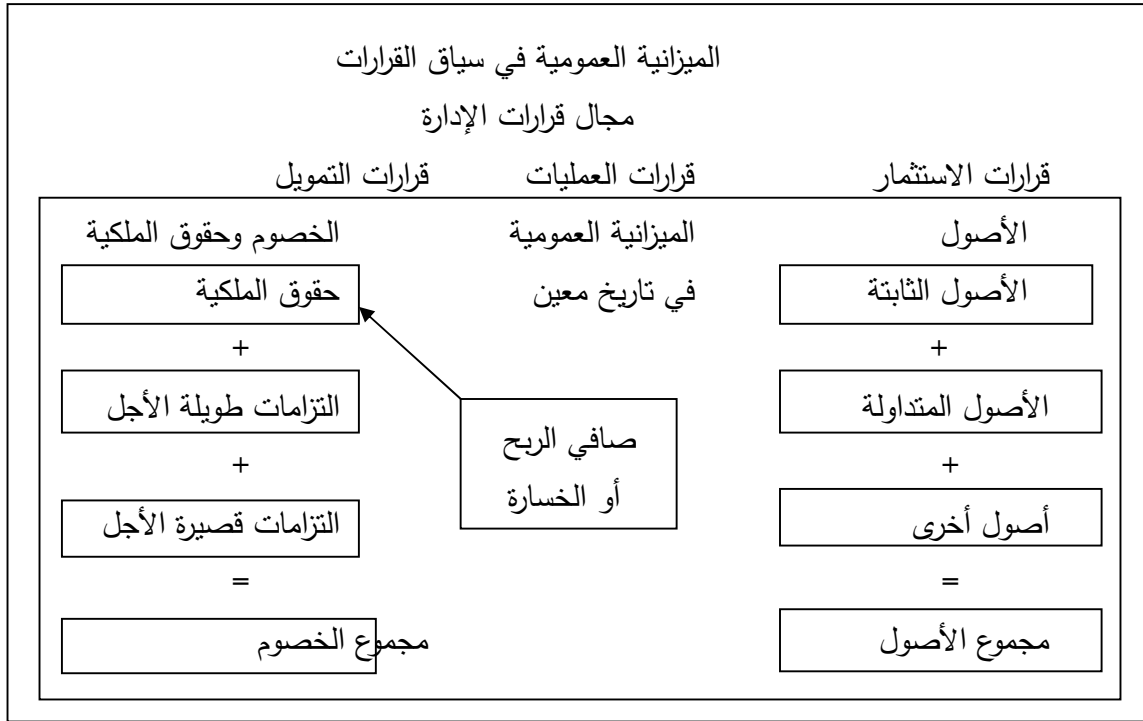 الميزانية العمومية في سياق القرارات
مجال قرارات الإدارة
قرارات الاستثمار قرارات العمليات قرارات التمويل
الأصول الميزانية العمومية الخصوم وحقوق الملكية
الأصول الثابتة في تاريخ معين حقوق الملكية
+ +
الأصول المتداولة التزامات طويلة الأجل
صافي الربح
+ +
أو الخسارة
أصول أخرى التزامات قصيرة الأجل
= =
مجموع الأصول مجموع الخصوم